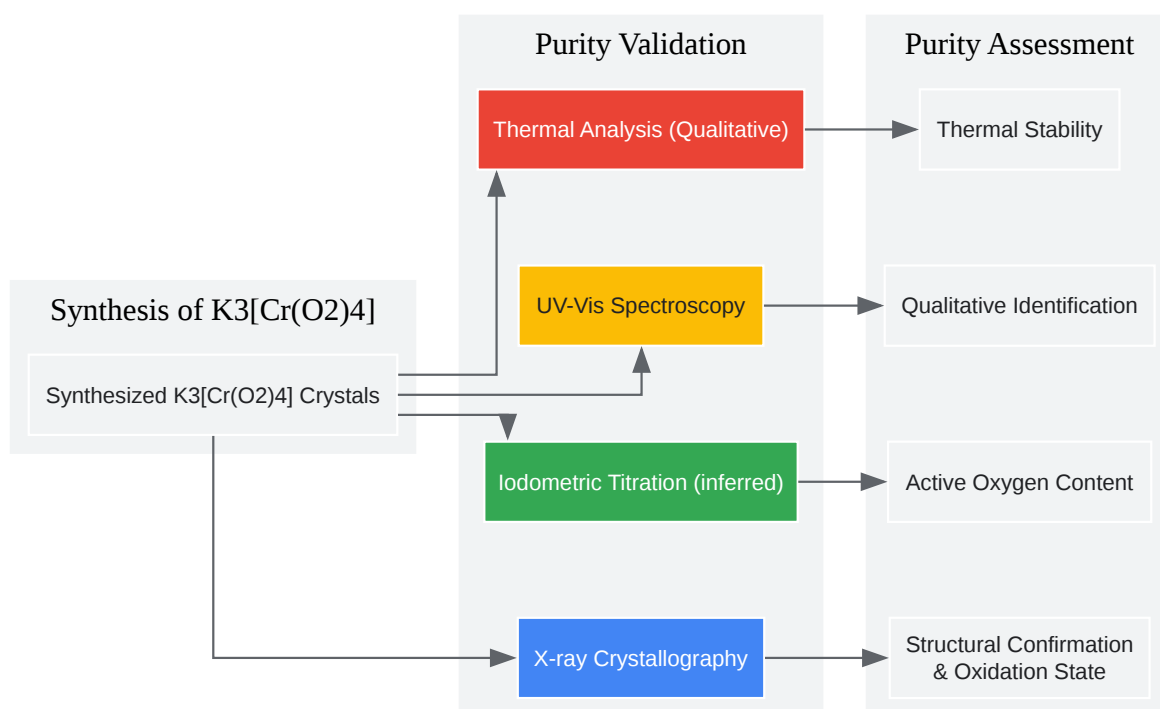 Purity Validation
Purity Assessment
Thermal Analysis (Qualitative)
Thermal Stability
Synthesis of K3[Cr(O2)4]
UV-Vis Spectroscopy
Qualitative Identification
Synthesized K3[Cr(O2)4] Crystals
Iodometric Titration (inferred)
Active Oxygen Content
X-ray Crystallography
Structural Confirmation
& Oxidation State